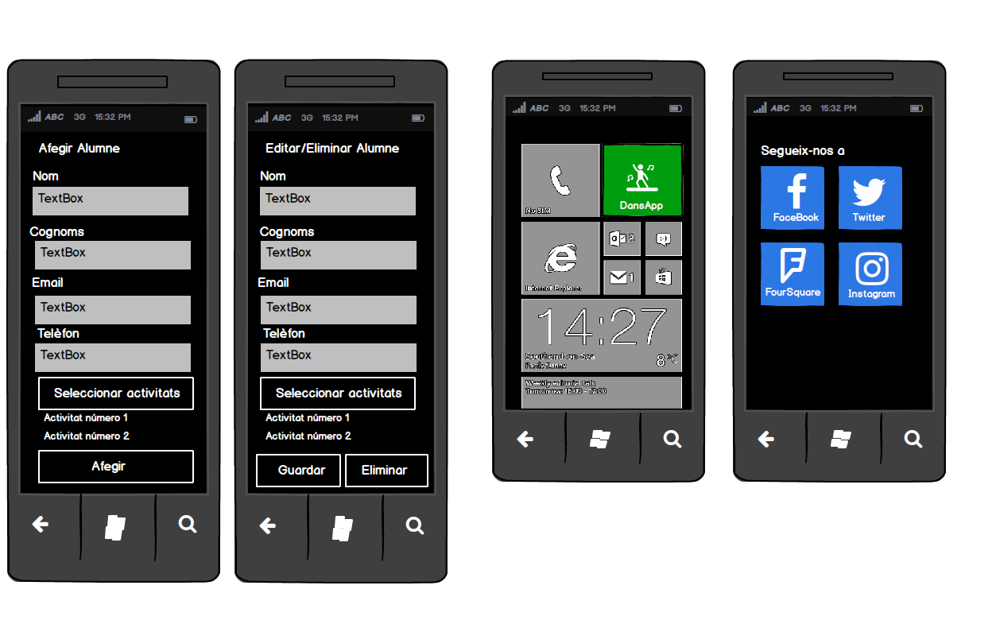 ABC 3G 15:32 PM
Afegir Alumne
Nom
TextBox
Cognoms
TextBox
Email
TextBox
Telèfon
TextBox
Seleccionar activitats
Activitat número 1
Activitat número 2
Afegir
ABC 3G 15:32 PM
Editar/Eliminar Alumne
Nom
TextBox
Cognoms
TextBox
Email
TextBox
Telèfon
TextBox
Seleccionar activitats
Activitat número 1
Activitat número 2
Guardar Eliminar
ABC 3G 15:32 PM
No SIM
DansApp
3
Internet Explorer
1
14:27
Southend-on-Sea
Partly Sunny
8°C
Weekly editorial talk
Tomorrow: 16:00 - 17:00
ABC 3G 15:32 PM
Segueix-nos a
FaceBook Twitter
FourSquare Instagram